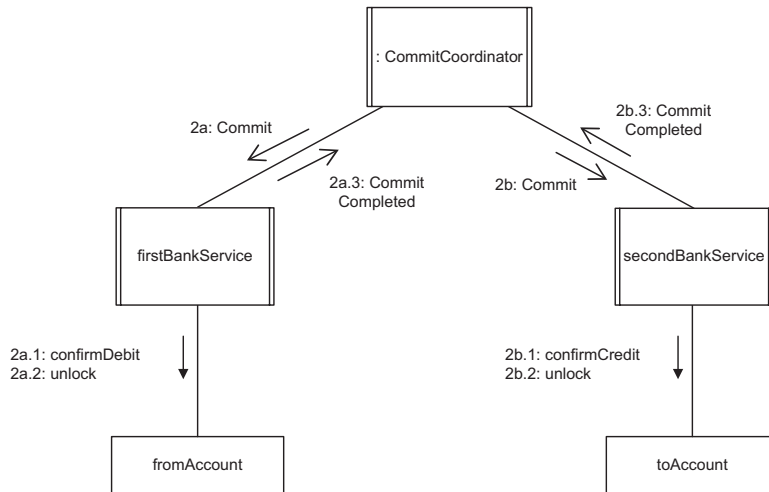 : CommitCoordinator
2a: Commit
2b.3: Commit
Completed
2a.3: Commit
Completed
2b: Commit
firstBankService
secondBankService
2a.1: confirmDebit
2a.2: unlock
2b.1: confirmCredit
2b.2: unlock
fromAccount
toAccount